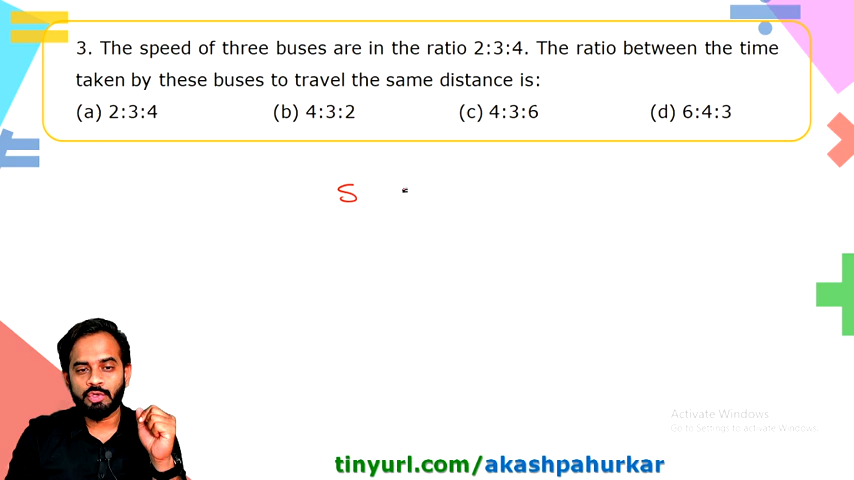 3. The speed of three buses are in the ratio 2:3:4. The ratio between the time
taken by these buses to travel the same distance is:
(a) 2:3:4 (b) 4:3:2 (c) 4:3:6 (d) 6:4:3
S
Activate Windows
Go to Settings to activate Windows.
tinyurl.com/akashpahurkar